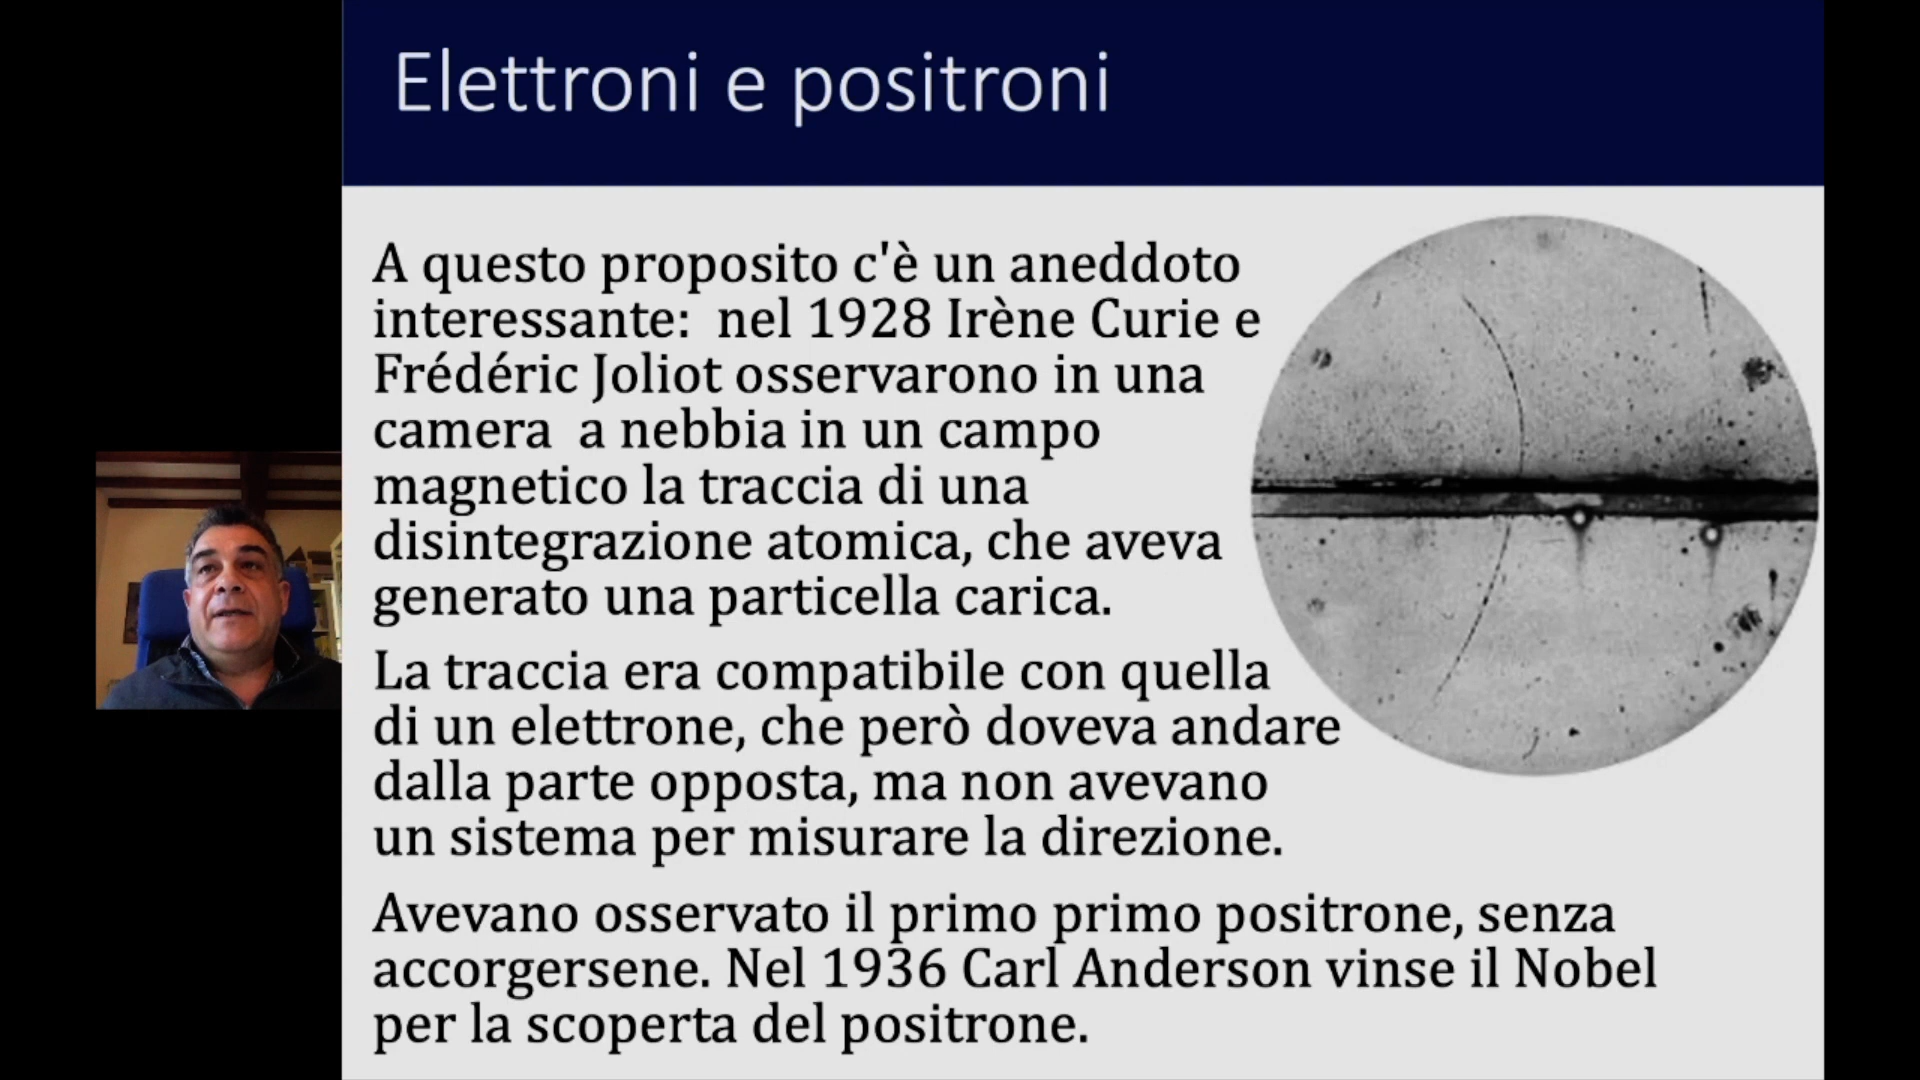 Elettroni e positroni
A questo proposito c'è un aneddoto
interessante:  nel 1928 Irène Curie e
Frédéric Joliot osservarono in una
camera  a nebbia in un campo
magnetico la traccia di una
disintegrazione atomica, che aveva
generato una particella carica.
La traccia era compatibile con quella
di un elettrone, che però doveva andare
dalla parte opposta, ma non avevano
un sistema per misurare la direzione.
Avevano osservato il primo primo positrone, senza
accorgersene. Nel 1936 Carl Anderson vinse il Nobel
per la scoperta del positrone.